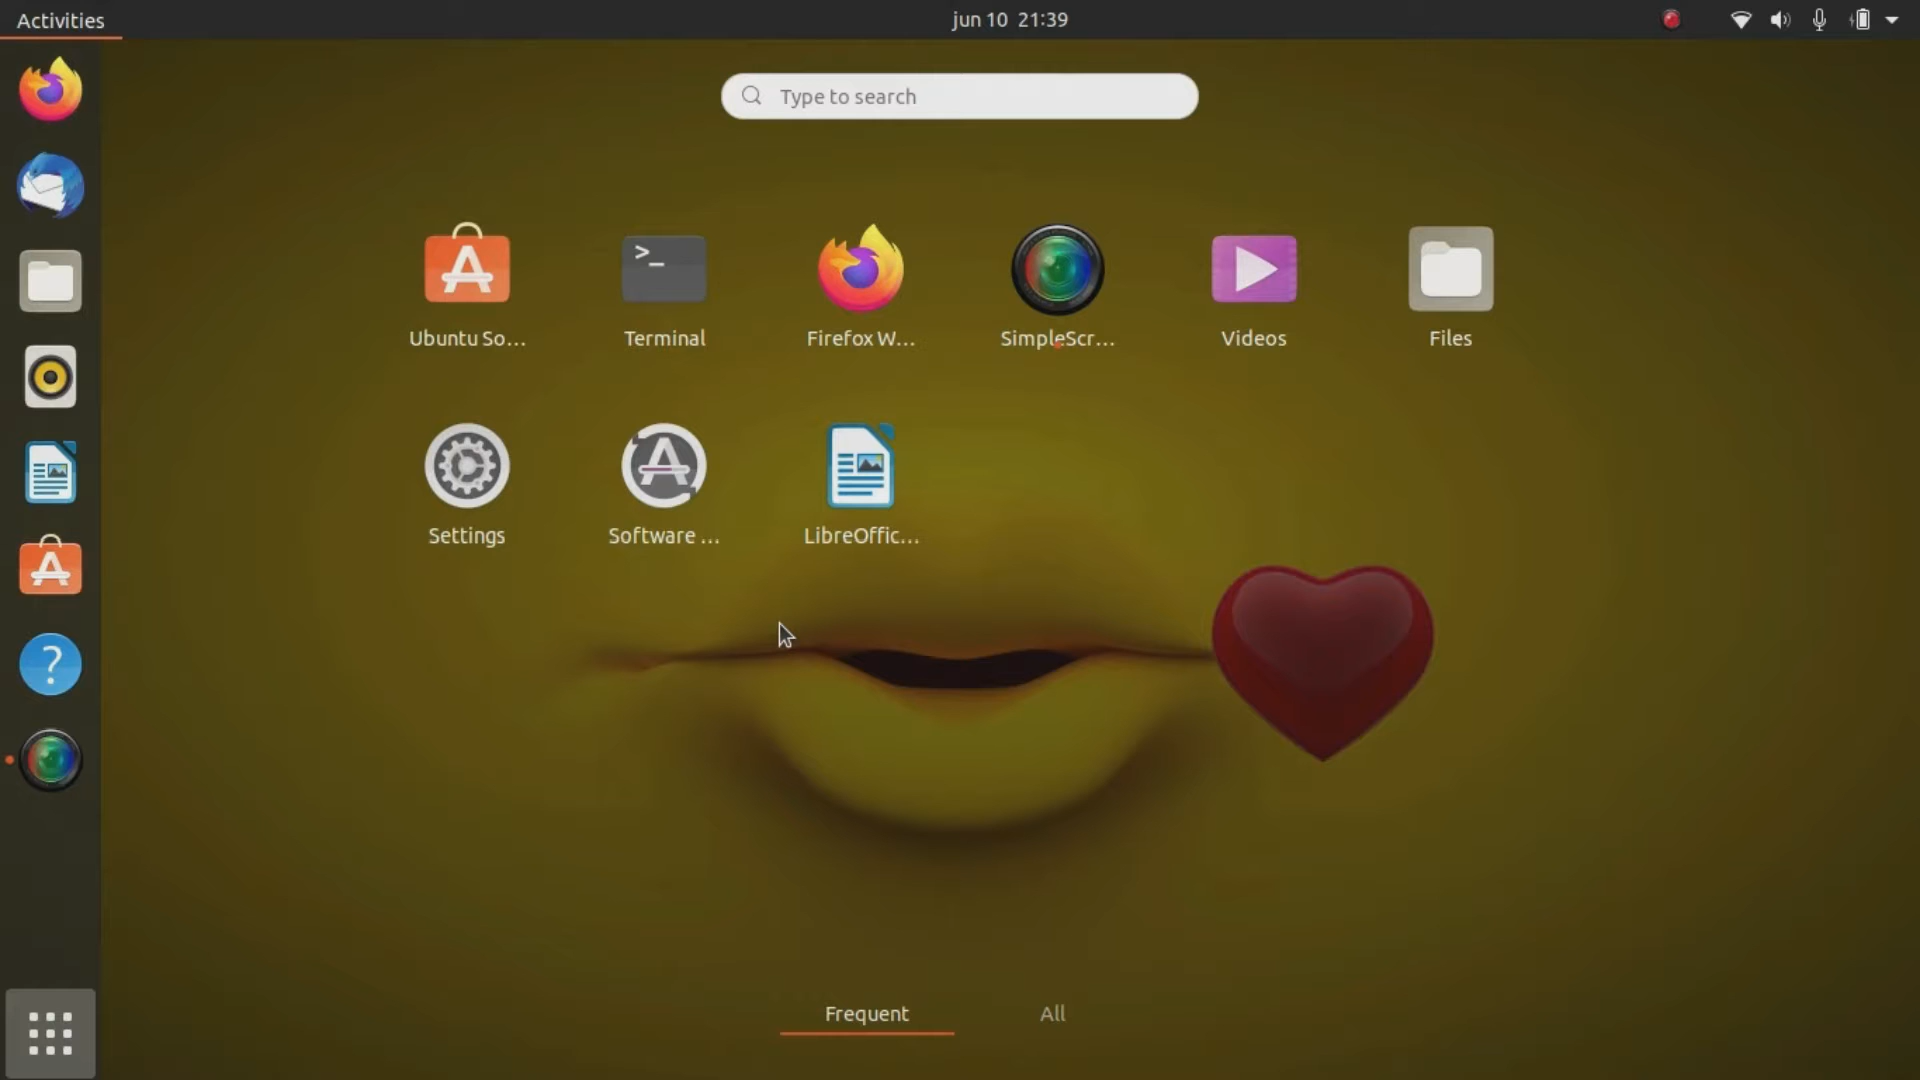 Activities
jun 10 21:39
Type to search
Ubuntu So...
Terminal
Firefox W...
SimpleScr...
Videos
Files
Settings
Software ...
LibreOffic...
Frequent
All